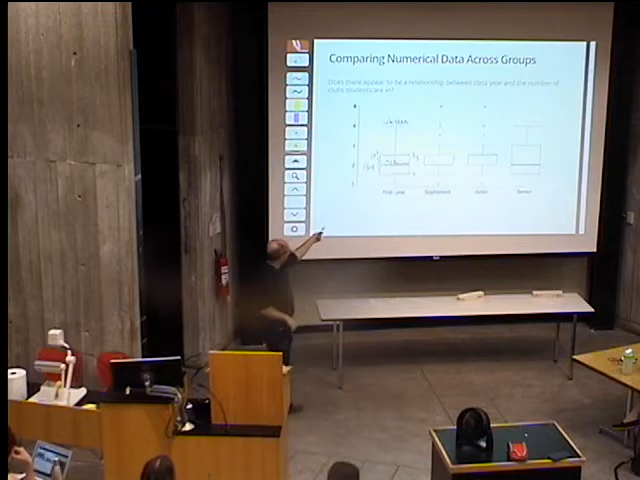 Comparing Numerical Data Across Groups
Does there appear to be a relationship between class year and the number of
clubs students are in?
First-year Sophomore Junior Senior